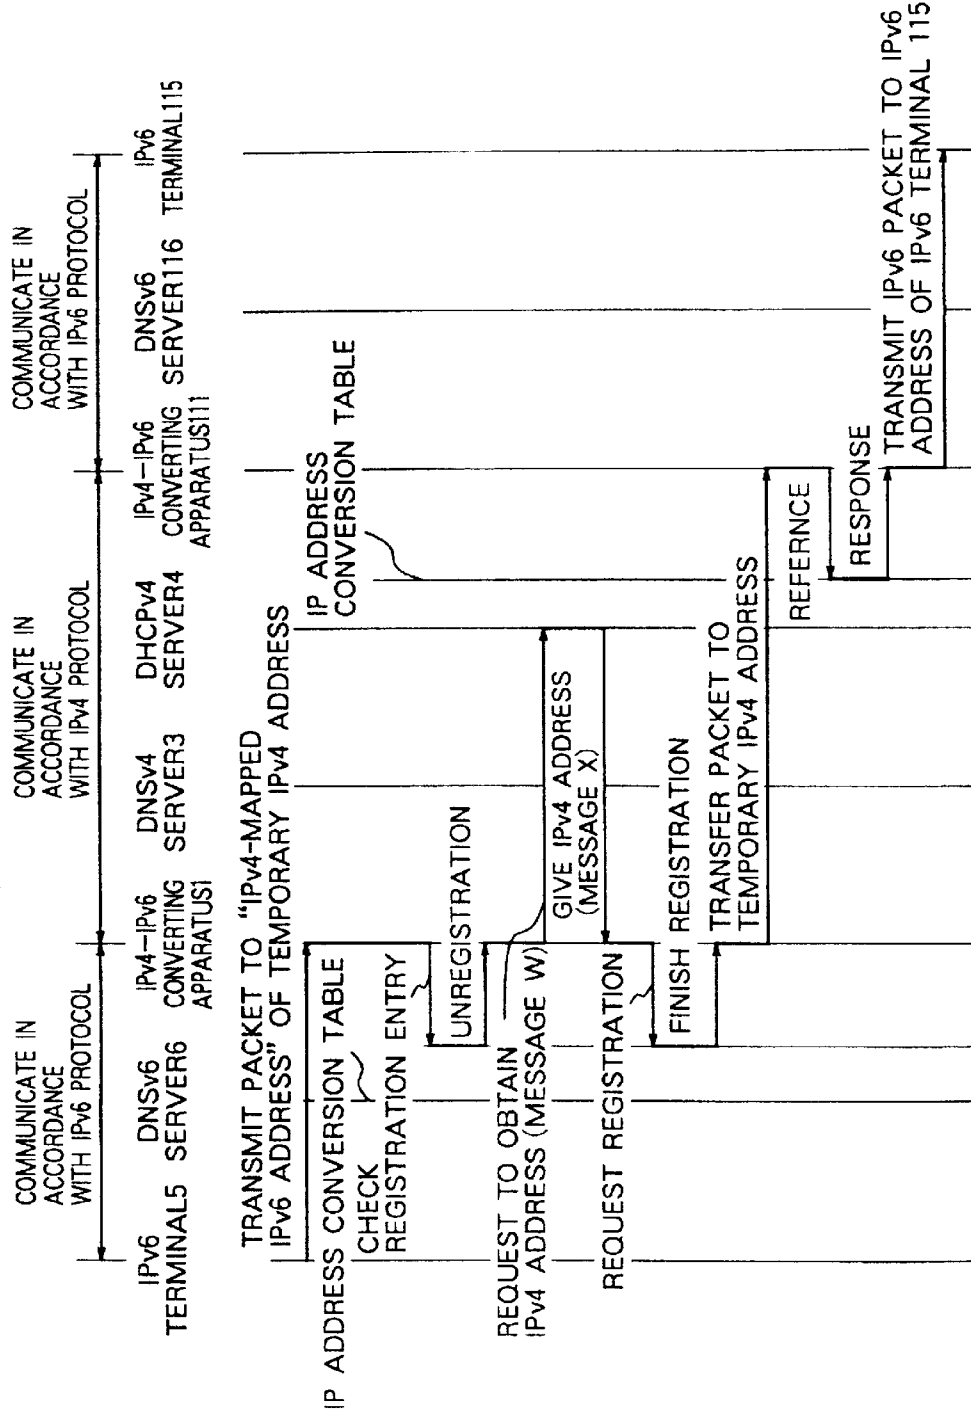 COMMUNICATE IN
ACCORDANCE
WITH IPv6 PROTOCOL
COMMUNICATE IN
ACCORDANCE
WITH IPv4 PROTOCOL
COMMUNICATE IN
ACCORDANCE
WITH IPv6 PROTOCOL
IPv6
TERMINAL5
DNSv6
SERVER6
IPv4-IPv6
CONVERTING
APPARATUS1
DNSv4
SERVER3
DHCPv4
SERVER4
IPv4-IPv6
CONVERTING
APPARATUS111
DNSv6
SERVER116
IPv6
TERMINAL115
TRANSMIT PACKET TO "IPv4-MAPPED
IPv6 ADDRESS" OF TEMPORARY IPv4 ADDRESS
IP ADDRESS CONVERSION TABLE
IP ADDRESS
CONVERSION TABLE
CHECK
REGISTRATION ENTRY
UNREGISTRATION
REQUEST TO OBTAIN
IPv4 ADDRESS (MESSAGE W)
GIVE IPv4 ADDRESS
(MESSAGE X)
REQUEST REGISTRATION
FINISH REGISTRATION
TRANSFER PACKET TO
TEMPORARY IPv4 ADDRESS
REFERNCE
RESPONSE
TRANSMIT IPv6 PACKET TO IPv6
ADDRESS OF IPv6 TERMINAL 115